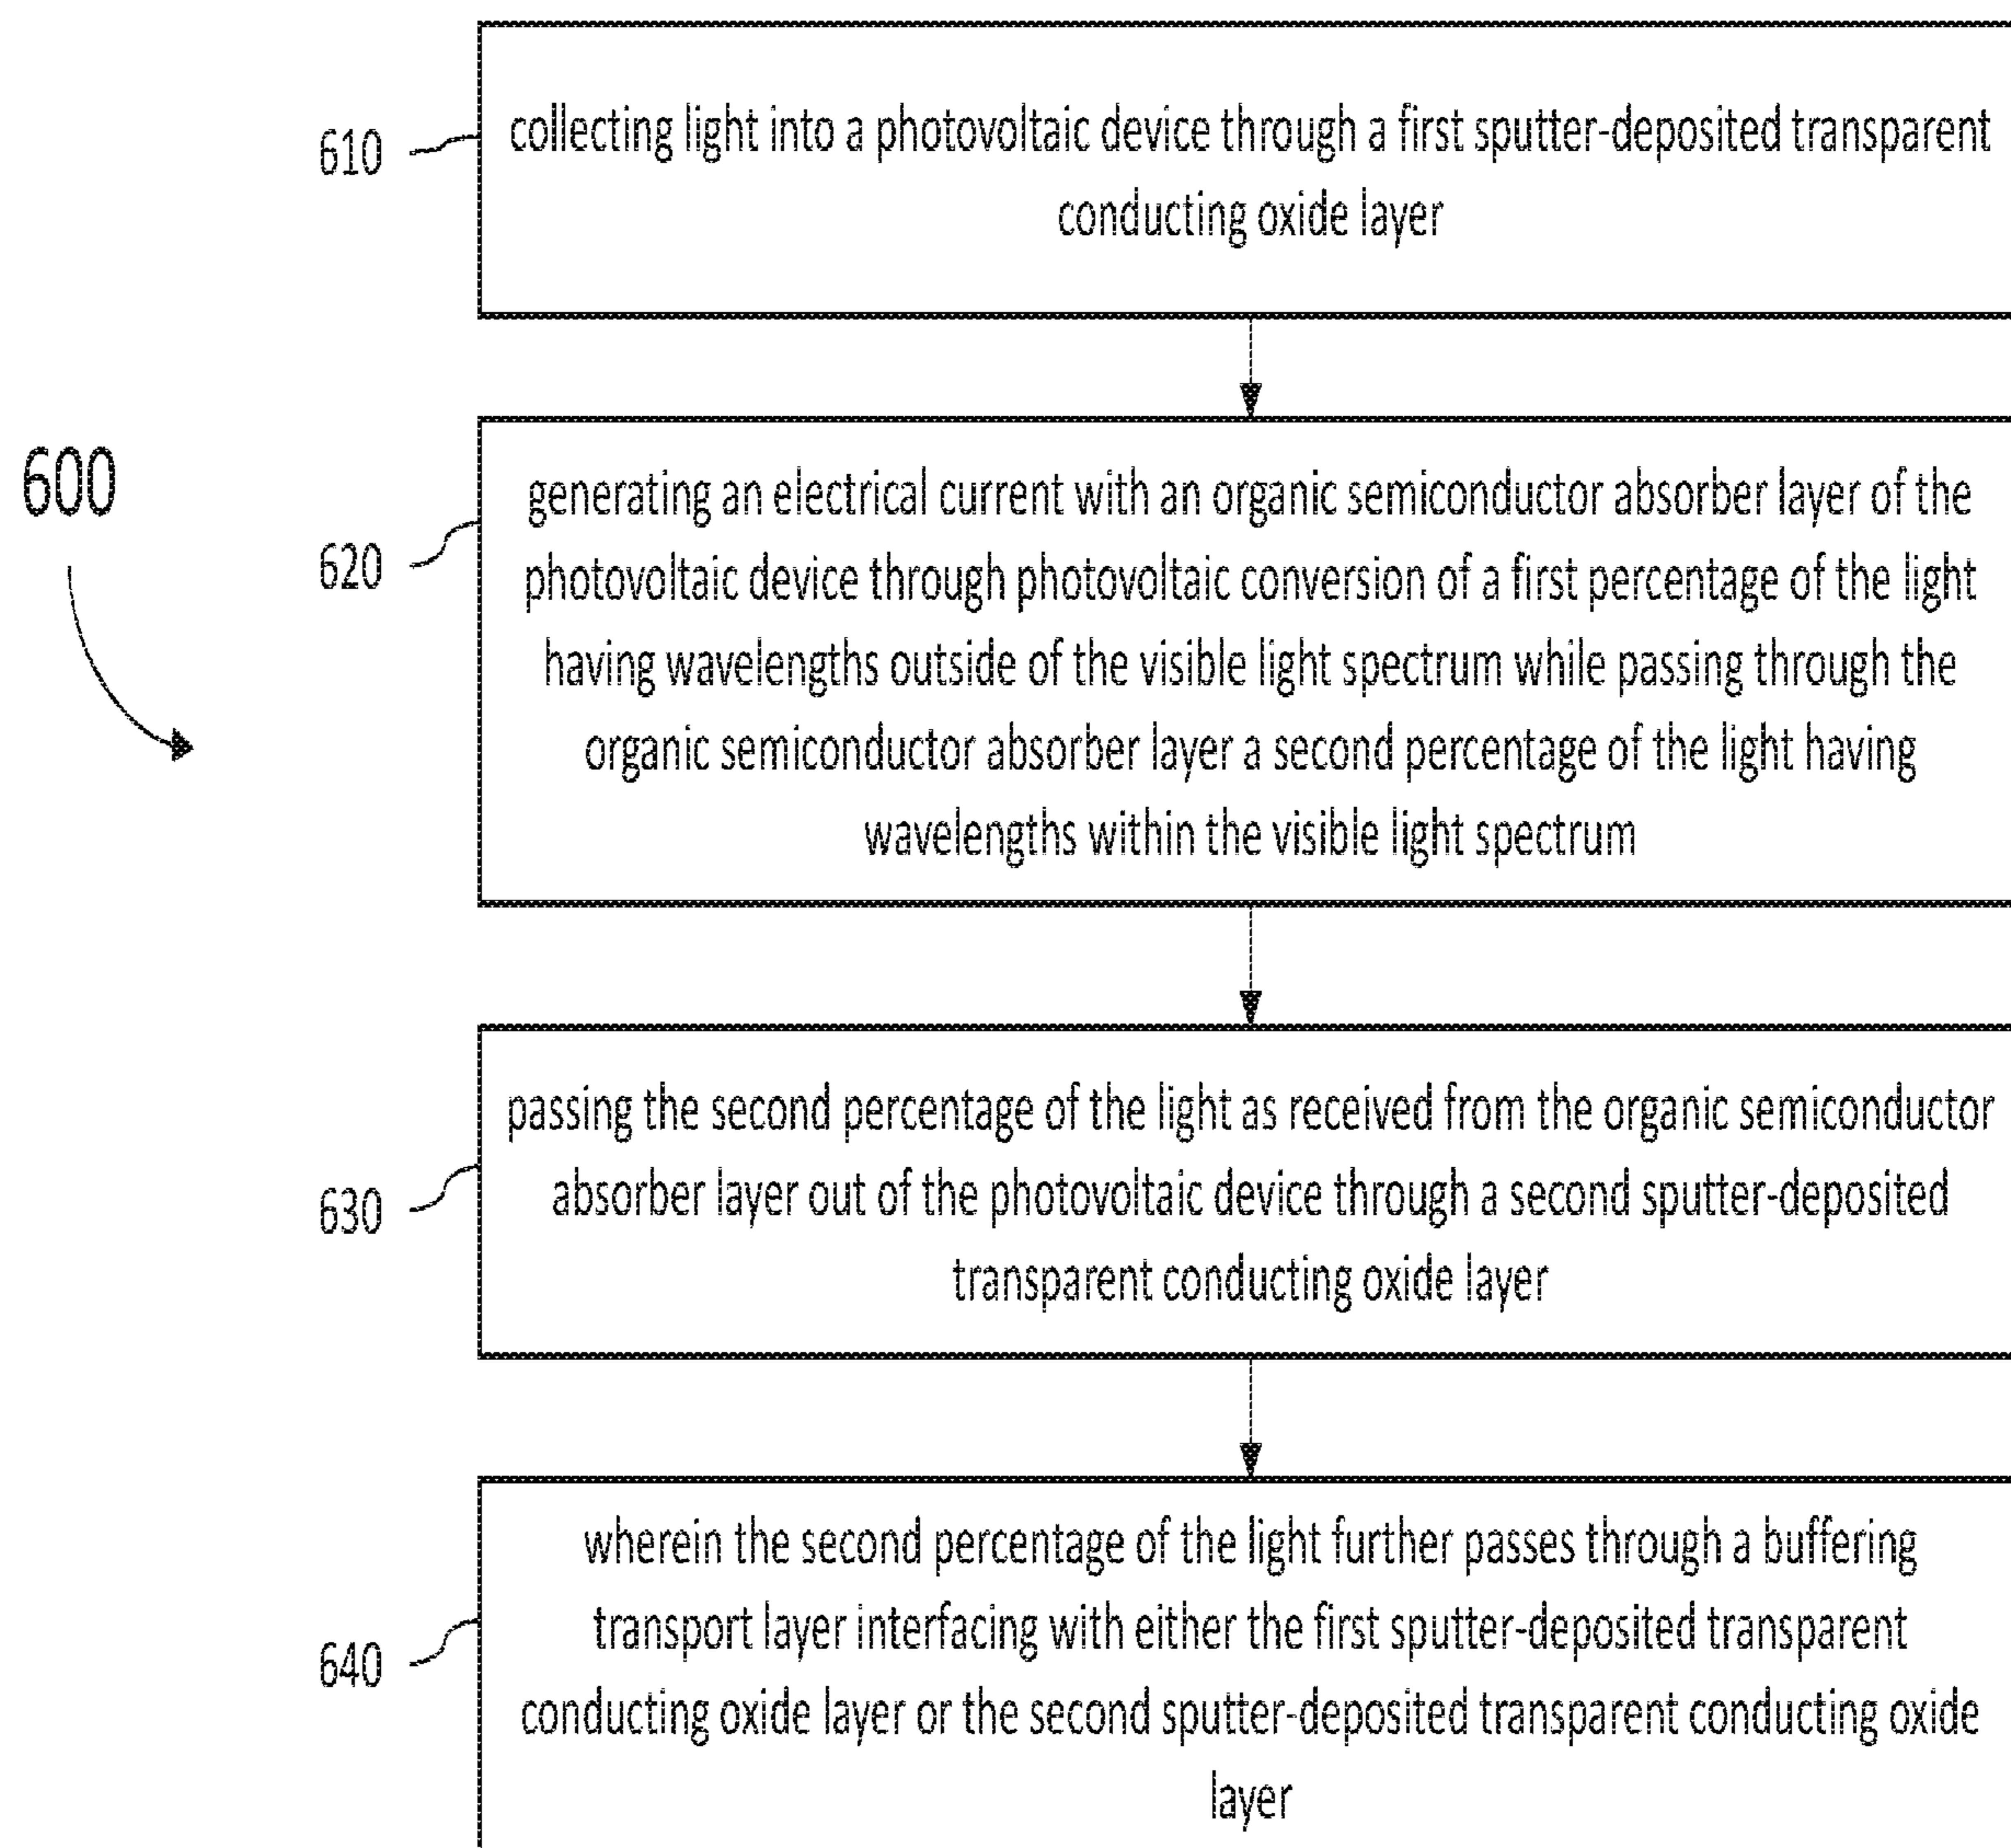 610
collecting light into a photovoltaic device through a first sputter-deposited transparent
conducting oxide layer
600
620
generating an electrical current with an organic semiconductor absorber layer of the
photovoltaic device through photovoltaic conversion of a first percentage of the light
having wavelengths outside of the visible light spectrum while passing through the
organic semiconductor absorber layer a second percentage of the light having
wavelengths within the visible light spectrum
630
passing the second percentage of the light as received from the organic semiconductor
absorber layer out of the photovoltaic device through a second sputter-deposited
transparent conducting oxide layer
640
wherein the second percentage of the light further passes through a buffering
transport layer interfacing with either the first sputter-deposited transparent
conducting oxide layer or the second sputter-deposited transparent conducting oxide
layer